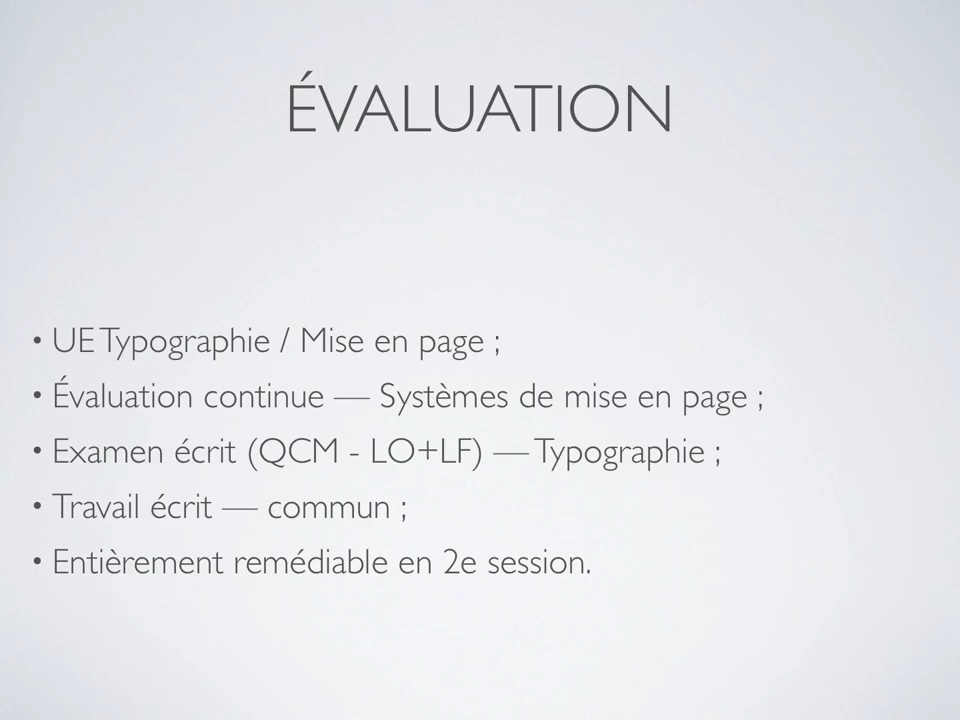 ÉVALUATION
• UE Typographie / Mise en page ;
• Évaluation continue — Systèmes de mise en page ;
• Examen écrit (QCM - LO+LF) — Typographie ;
• Travail écrit — commun ;
• Entièrement remédiable en 2e session.